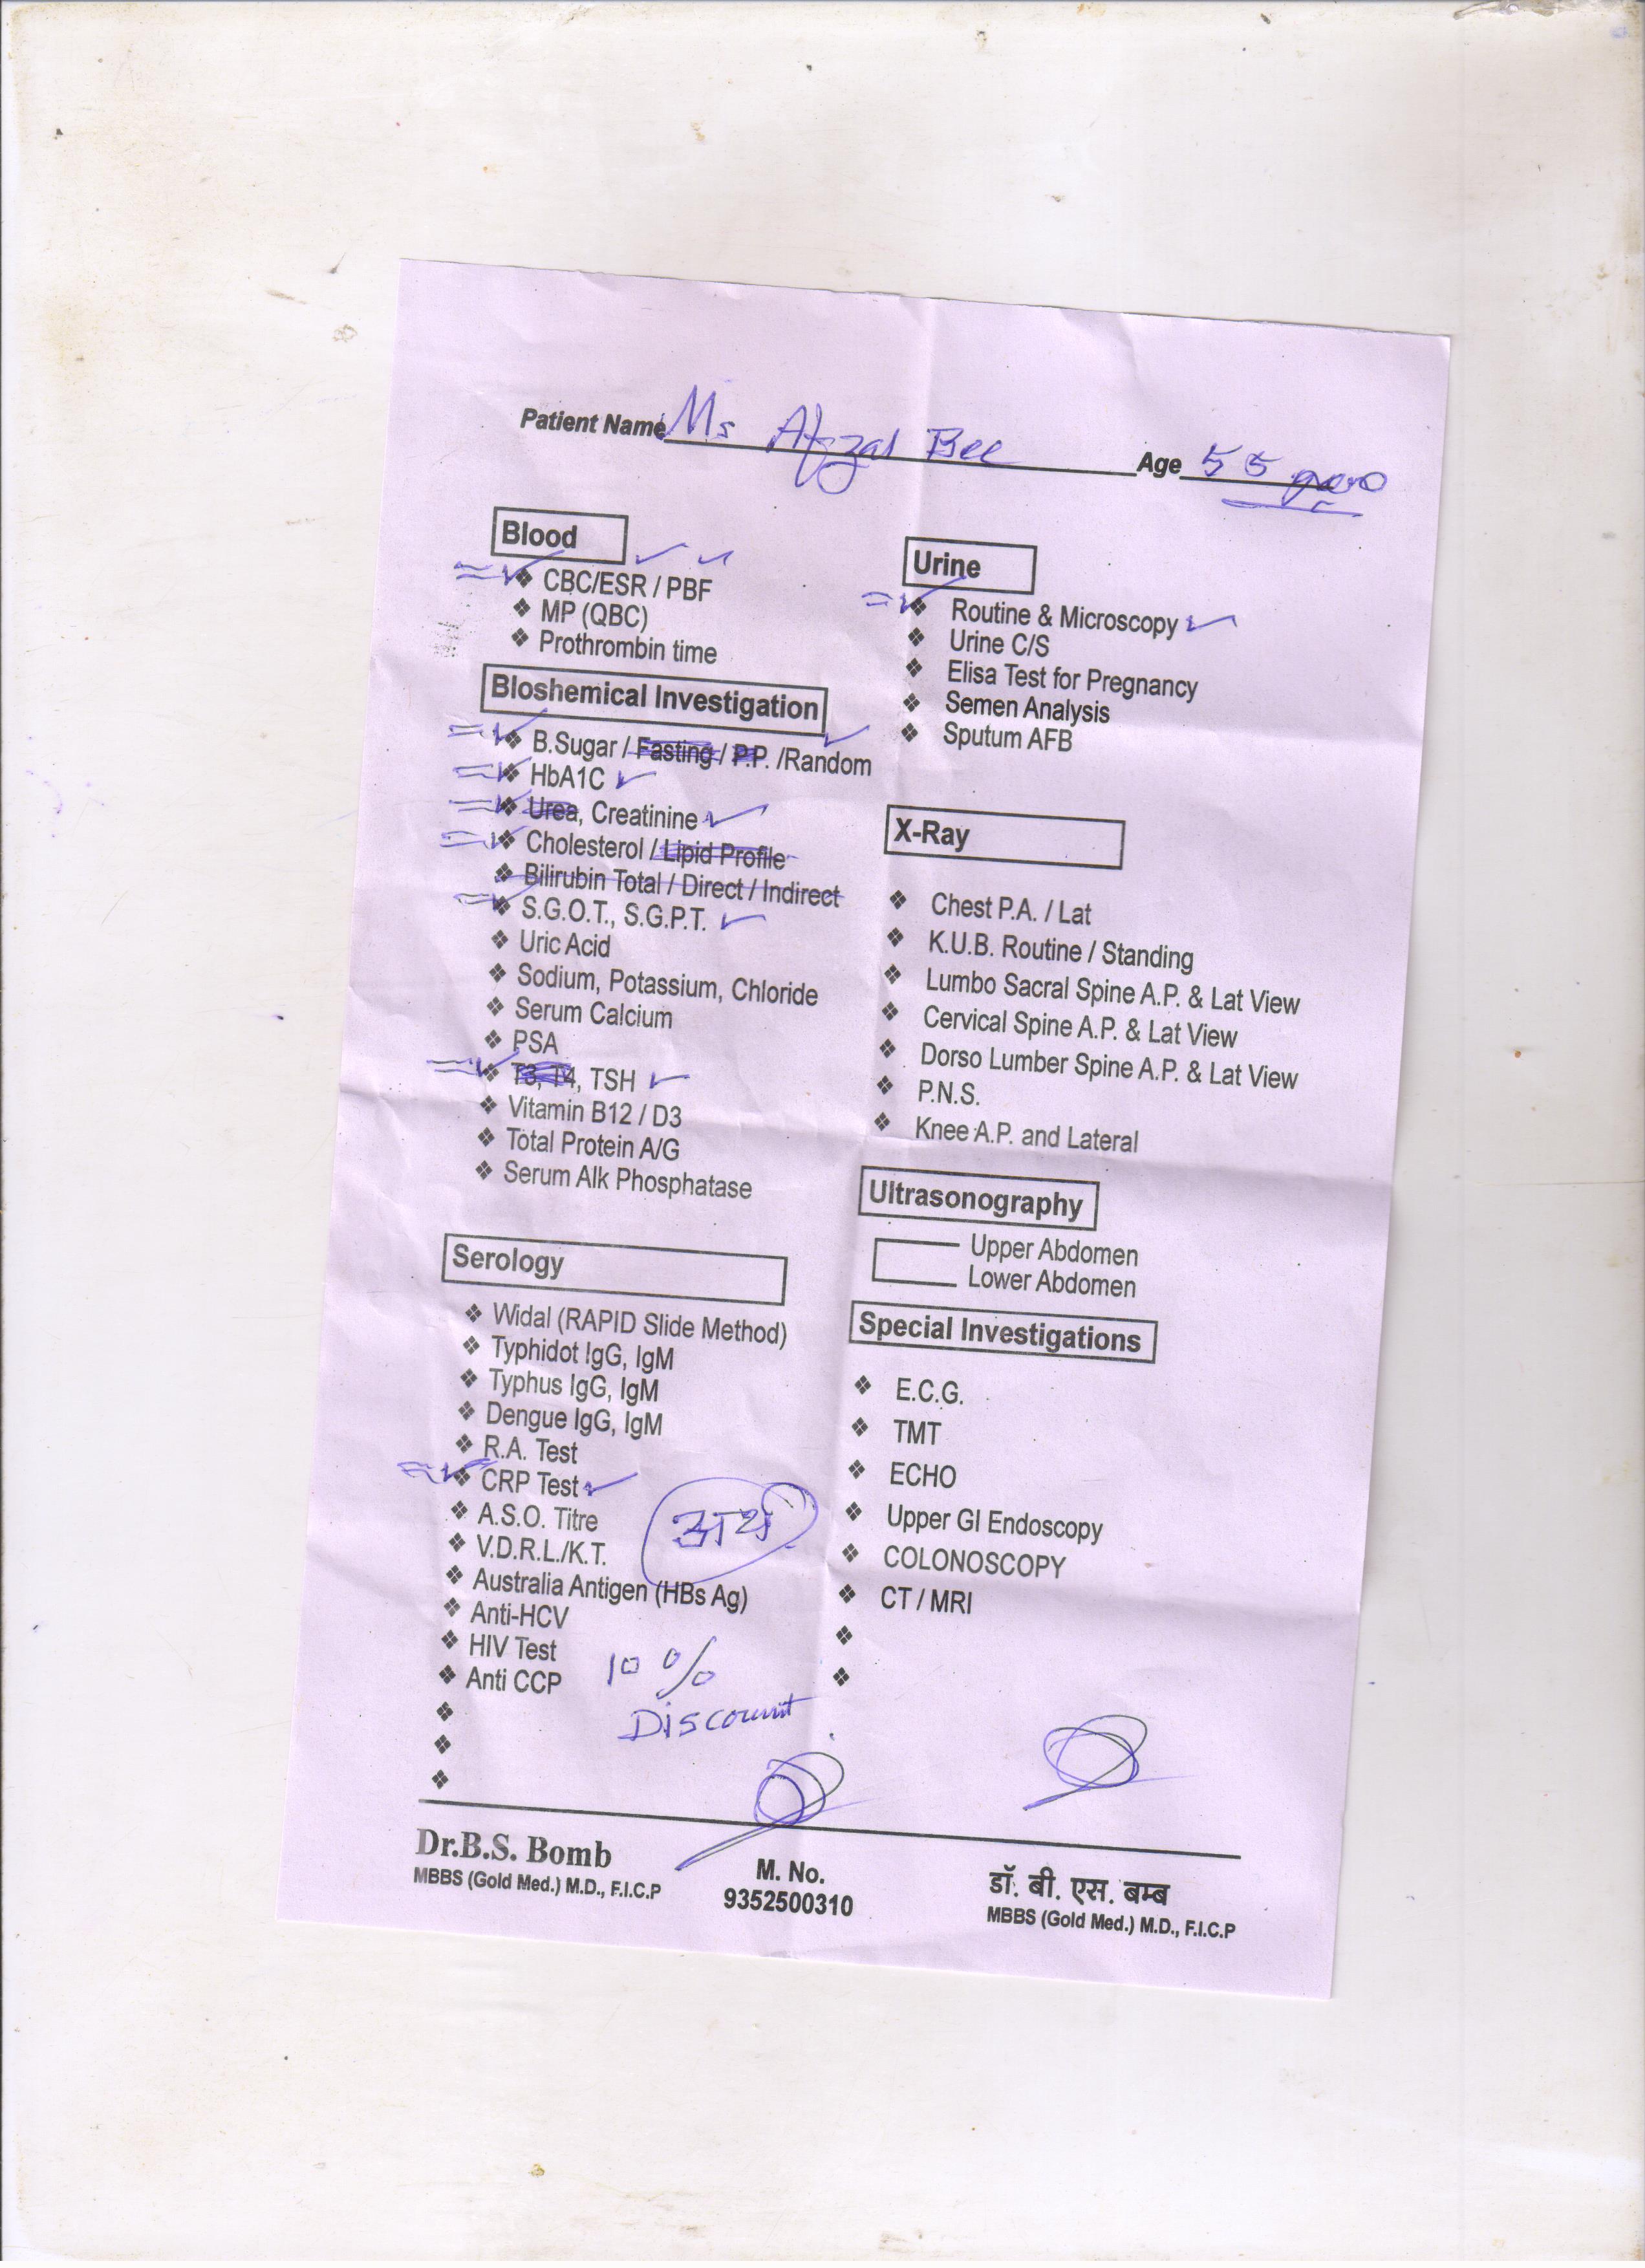 Patient Name Ms Afzal Bee Age 55 years
Blood
CBC/ESR / PBF
MP (QBC)
Prothrombin time
Bloshemical Investigation
B.Sugar / Fasting / P.P. /Random
HbA1C
Urea, Creatinine
Cholesterol / Lipid Profile
Bilirubin Total / Direct / Indirect
S.G.O.T., S.G.P.T.
Uric Acid
Sodium, Potassium, Chloride
Serum Calcium
PSA
T3, T4, TSH
Vitamin B12 / D3
Total Protein A/G
Serum Alk Phosphatase
Serology
Widal (RAPID Slide Method)
Typhidot IgG, IgM
Typhus IgG, IgM
Dengue IgG, IgM
R.A. Test
CRP Test
A.S.O. Titre
V.D.R.L./K.T.
Australia Antigen (HBs Ag)
Anti-HCV
HIV Test
Anti CCP
10 %
Discount
Urine
Routine & Microscopy
Urine C/S
Elisa Test for Pregnancy
Semen Analysis
Sputum AFB
X-Ray
Chest P.A. / Lat
K.U.B. Routine / Standing
Lumbo Sacral Spine A.P. & Lat View
Cervical Spine A.P. & Lat View
Dorso Lumber Spine A.P. & Lat View
P.N.S.
Knee A.P. and Lateral
Ultrasonography
Upper Abdomen
Lower Abdomen
Special Investigations
E.C.G.
TMT
ECHO
Upper GI Endoscopy
COLONOSCOPY
CT / MRI
Dr.B.S. Bomb
MBBS (Gold Med.) M.D., F.I.C.P
M. No.
9352500310
डॉ. बी. एस. बम्ब
MBBS (Gold Med.) M.D., F.I.C.P